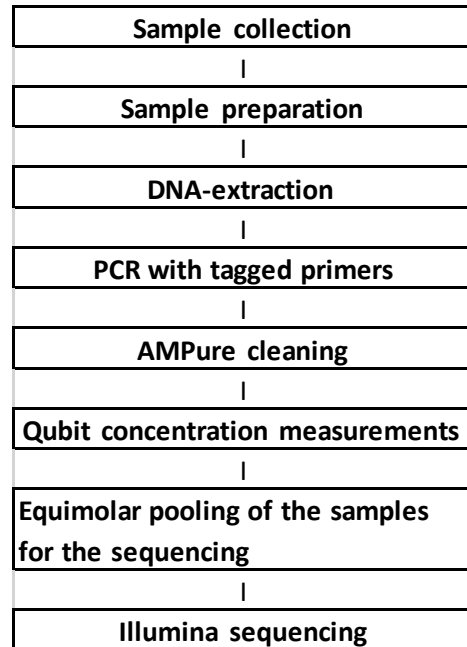 Sample collection
Sample preparation
DNA-extraction
PCR with tagged primers
AMPure cleaning
Qubit concentration measurements
Equimolar pooling of the samples
for the sequencing
Illumina sequencing